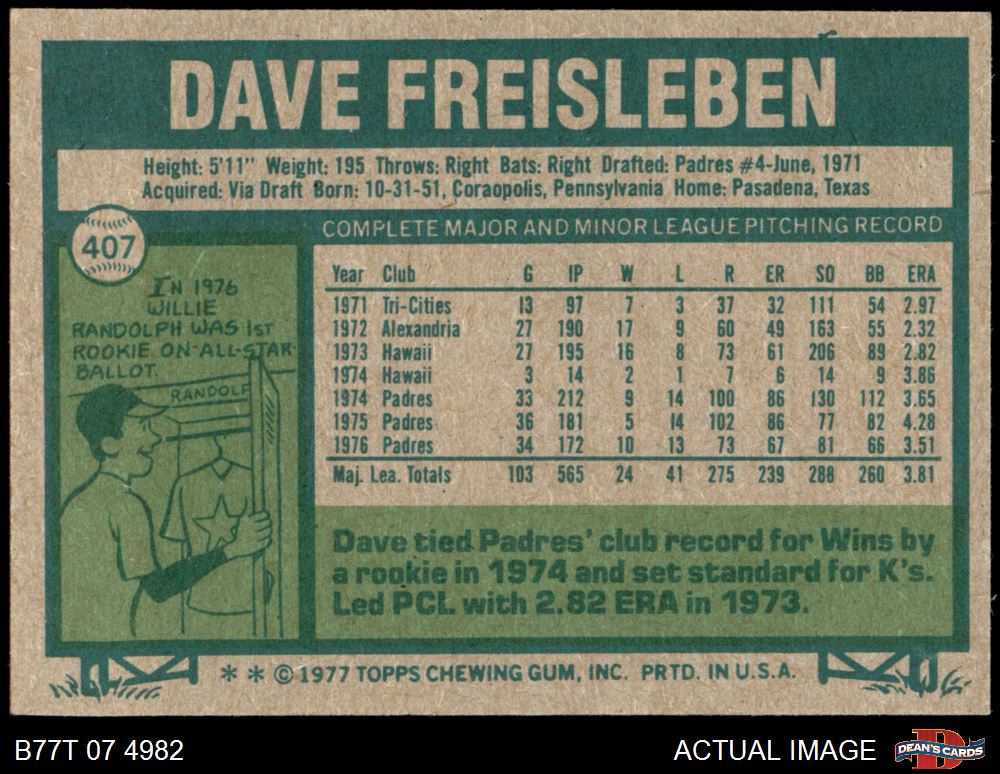 DAVE FREISLEBEN
Height: 5'11" Weight: 195 Throws: Right Bats: Right Drafted: Padres #4-June, 1971
Acquired: Via Draft Born: 10-31-51, Coraopolis, Pennsylvania Home: Pasadena, Texas
407
IN 1976
WILLIE
RANDOLPH WAS 1ST
ROOKIE ON ALL-STAR
BALLOT.
RANDOLF
COMPLETE MAJOR AND MINOR LEAGUE PITCHING RECORD
Year Club G IP W L R ER SO BB ERA
1971 Tri-Cities 13 97 7 3 37 32 111 54 2.97
1972 Alexandria 27 190 17 9 60 49 163 55 2.32
1973 Hawaii 27 195 16 8 73 61 206 89 2.82
1974 Hawaii 3 14 2 1 7 6 14 9 3.86
1974 Padres 33 212 9 14 100 86 130 112 3.65
1975 Padres 36 181 5 14 102 86 77 82 4.28
1976 Padres 34 172 10 13 73 67 81 66 3.51
Maj. Lea. Totals 103 565 24 41 275 239 288 260 3.81
Dave tied Padres' club record for Wins by
a rookie in 1974 and set standard for K's.
Led PCL with 2.82 ERA in 1973.
* * © 1977 TOPPS CHEWING GUM, INC. PRTD. IN U.S.A.
B77T 07 4982
ACTUAL IMAGE
D
DEAN'S CARDS